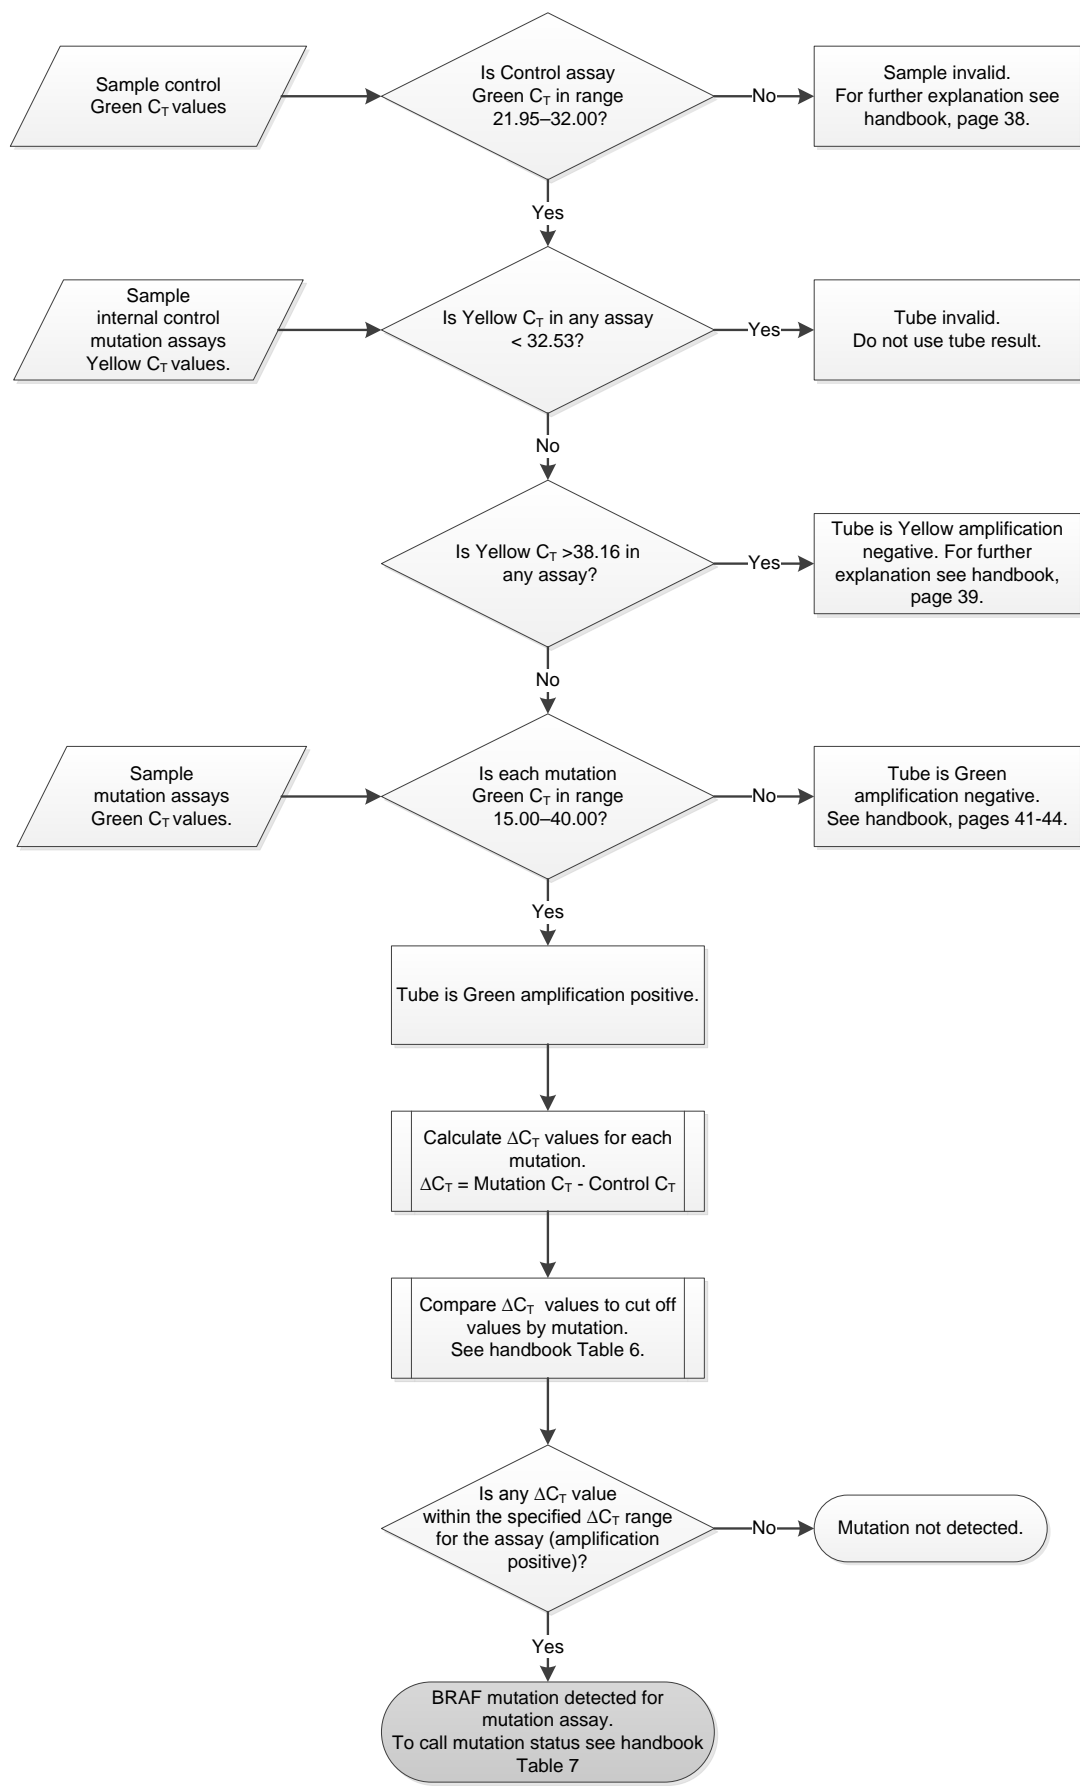 Sample control
Green CT values
Is Control assay
Green CT in range
21.95–32.00?
No
Sample invalid.
For further explanation see
handbook, page 38.
Yes
Sample
internal control
mutation assays
Yellow CT values.
Is Yellow CT in any assay
< 32.53?
Yes
Tube invalid.
Do not use tube result.
No
Is Yellow CT >38.16 in
any assay?
Yes
Tube is Yellow amplification
negative. For further
explanation see handbook,
page 39.
No
Sample
mutation assays
Green CT values.
Is each mutation
Green CT in range
15.00–40.00?
No
Tube is Green
amplification negative.
See handbook, pages 41-44.
Yes
Tube is Green amplification positive.
Calculate ΔCT values for each
mutation.
ΔCT = Mutation CT - Control CT
Compare ΔCT values to cut off
values by mutation.
See handbook Table 6.
Is any ΔCT value
within the specified ΔCT range
for the assay (amplification
positive)?
No
Mutation not detected.
Yes
BRAF mutation detected for
mutation assay.
To call mutation status see handbook
Table 7